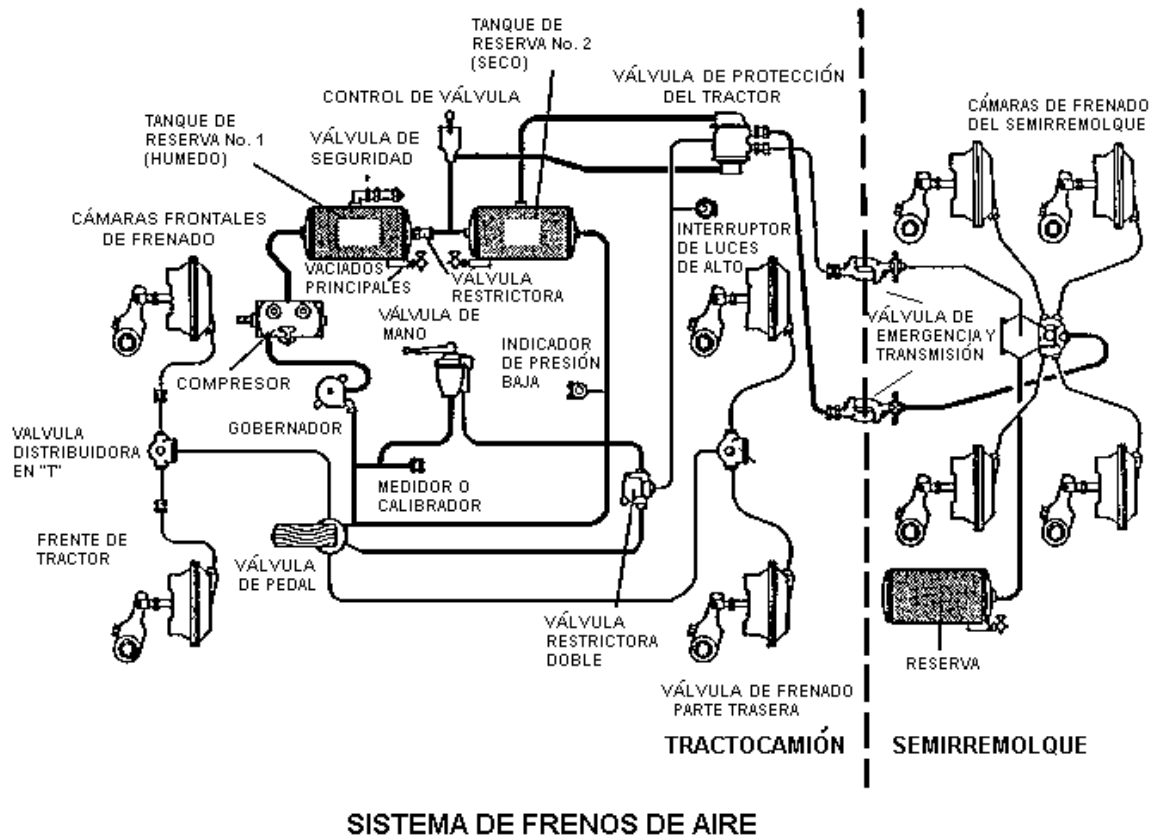 TANQUE DE
RESERVA No. 2
(SECO)
VÁLVULA DE PROTECCIÓN
DEL TRACTOR
CONTROL DE VÁLVULA
CÁMARAS DE FRENADO
DEL SEMIRREMOLQUE
TANQUE DE
RESERVA No. 1
(HUMEDO)
VÁLVULA DE
SEGURIDAD
CÁMARAS FRONTALES
DE FRENADO
INTERRUPTOR
DE LUCES
DE ALTO
VACIADOS
PRINCIPALES
VÁLVULA
RESTRICTORA
VÁLVULA DE
MANO
VÁLVULA DE
EMERGENCIA Y
TRANSMISIÓN
INDICADOR
DE PRESIÓN
BAJA
COMPRESOR
GOBERNADOR
VALVULA
DISTRIBUIDORA
EN "T"
MEDIDOR O
CALIBRADOR
FRENTE DE
TRACTOR
VÁLVULA
DE PEDAL
VÁLVULA
RESTRICTORA
DOBLE
RESERVA
VÁLVULA DE FRENADO
PARTE TRASERA
TRACTOCAMIÓN
SEMIRREMOLQUE
SISTEMA DE FRENOS DE AIRE